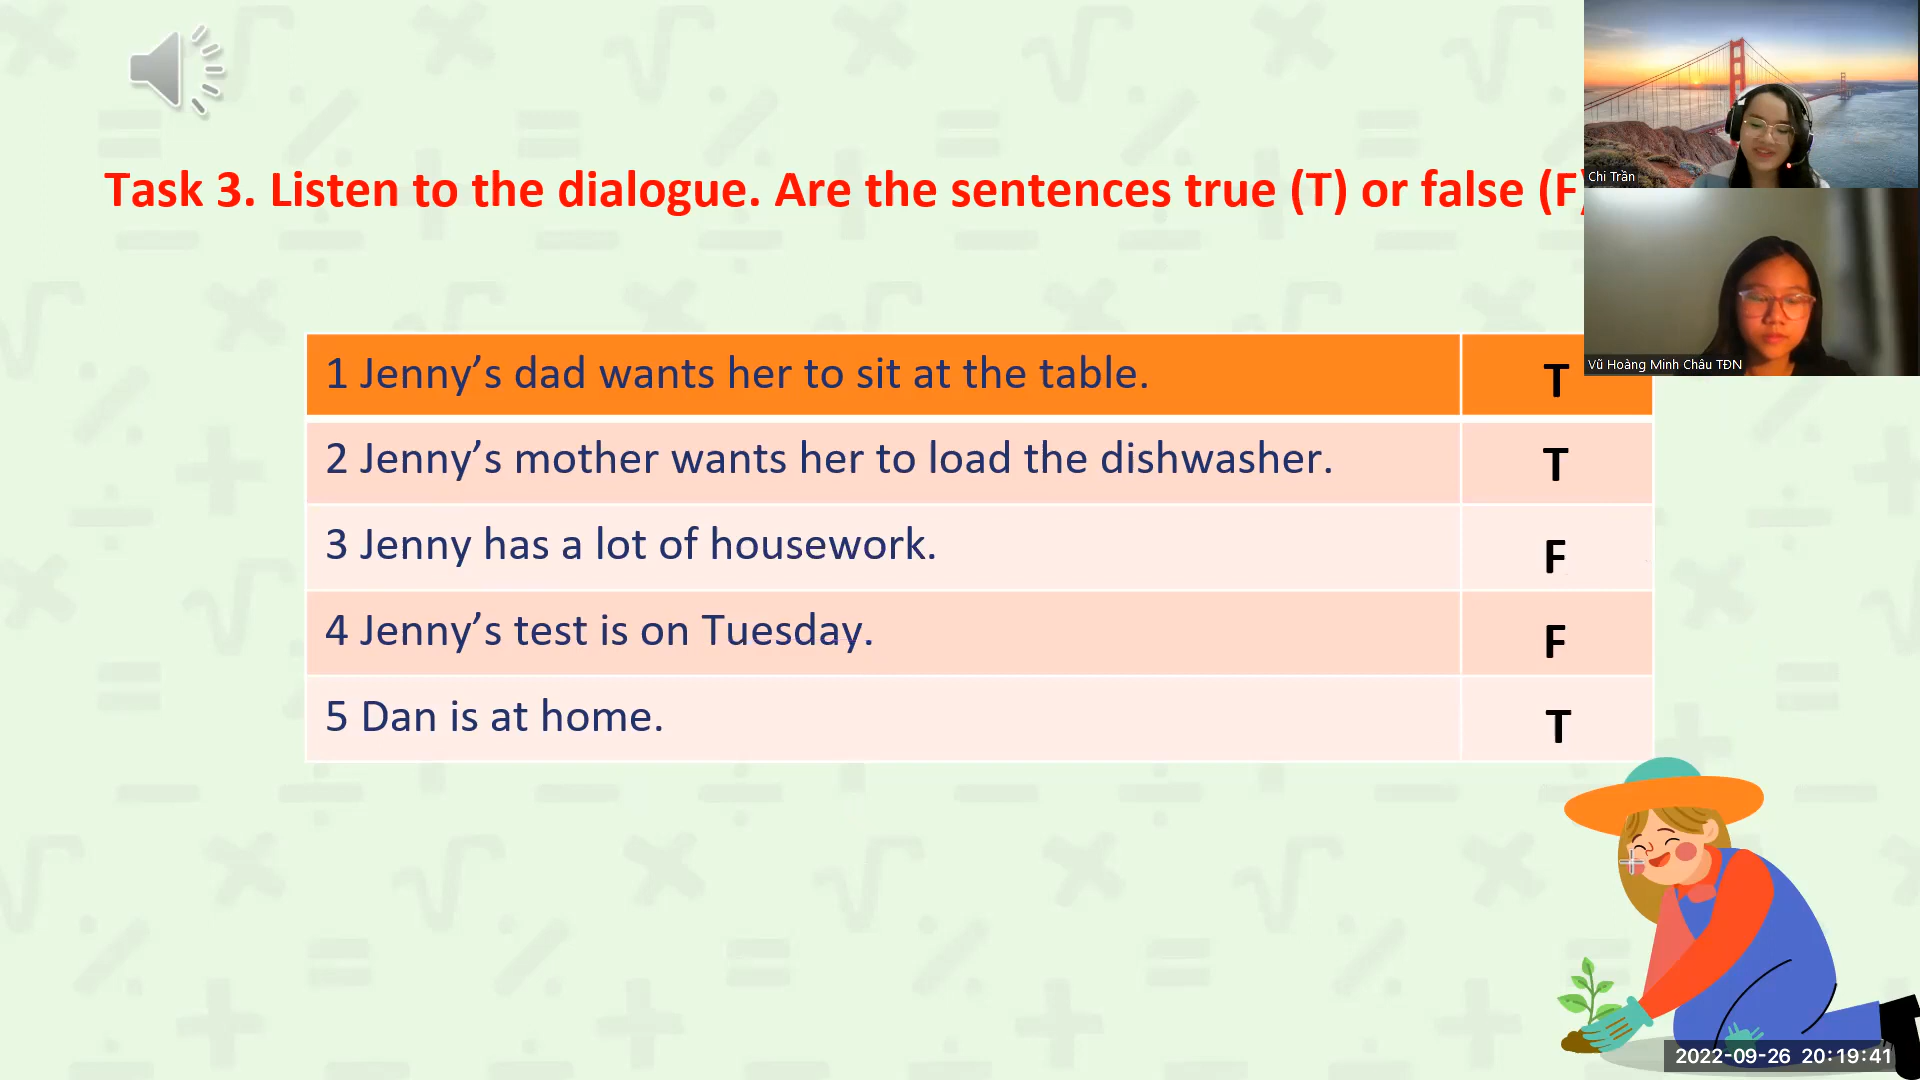 Task 3. Listen to the dialogue. Are the sentences true (T) or false (F)
Chi Trần
Vũ Hoàng Minh Châu TĐN
1 Jenny’s dad wants her to sit at the table. T
2 Jenny’s mother wants her to load the dishwasher. T
3 Jenny has a lot of housework. F
4 Jenny’s test is on Tuesday. F
5 Dan is at home. T
2022-09-26 20:19:41